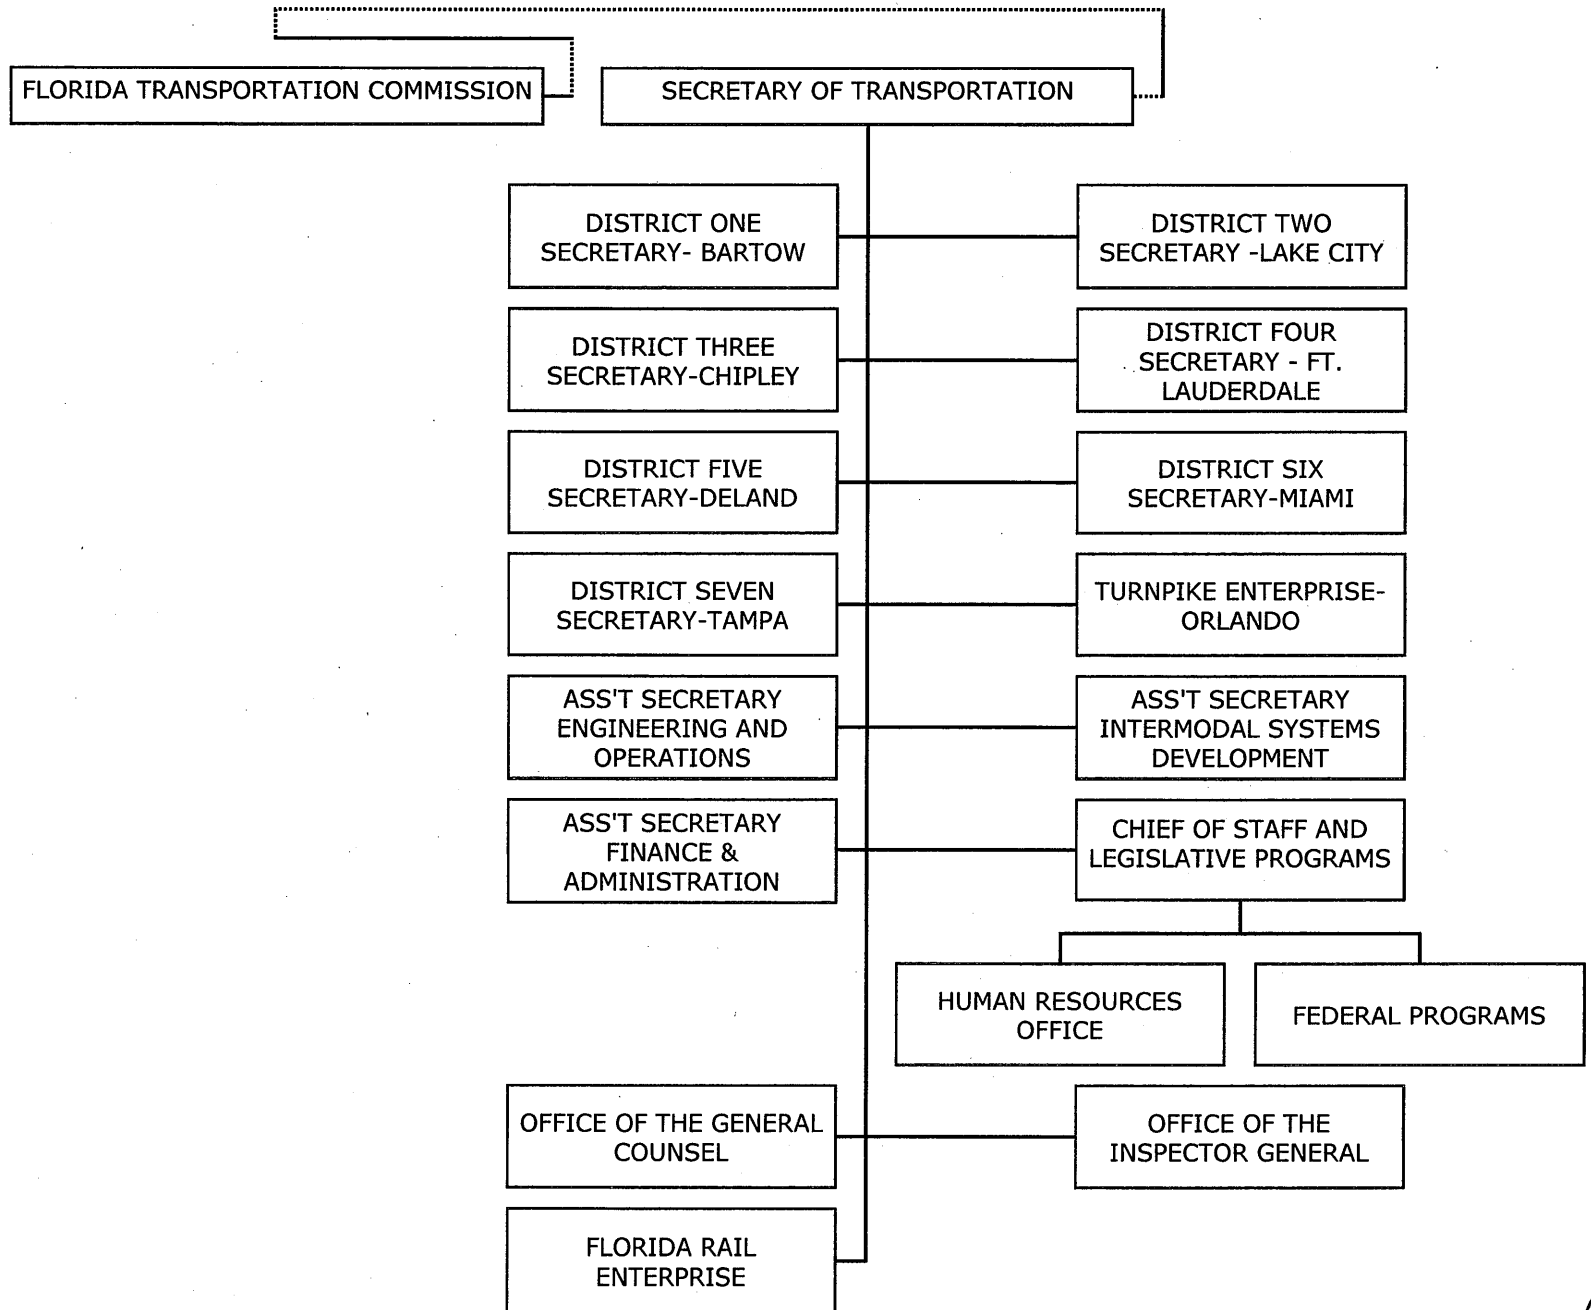 FLORIDA TRANSPORTATION COMMISSION
SECRETARY OF TRANSPORTATION
DISTRICT ONE
SECRETARY- BARTOW
DISTRICT TWO
SECRETARY -LAKE CITY
DISTRICT THREE
SECRETARY-CHIPLEY
DISTRICT FOUR
SECRETARY - FT.
LAUDERDALE
DISTRICT FIVE
SECRETARY-DELAND
DISTRICT SIX
SECRETARY-MIAMI
DISTRICT SEVEN
SECRETARY-TAMPA
TURNPIKE ENTERPRISE-
ORLANDO
ASS'T SECRETARY
ENGINEERING AND
OPERATIONS
ASS'T SECRETARY
INTERMODAL SYSTEMS
DEVELOPMENT
ASS'T SECRETARY
FINANCE &
ADMINISTRATION
CHIEF OF STAFF AND
LEGISLATIVE PROGRAMS
HUMAN RESOURCES
OFFICE
FEDERAL PROGRAMS
OFFICE OF THE GENERAL
COUNSEL
OFFICE OF THE
INSPECTOR GENERAL
FLORIDA RAIL
ENTERPRISE